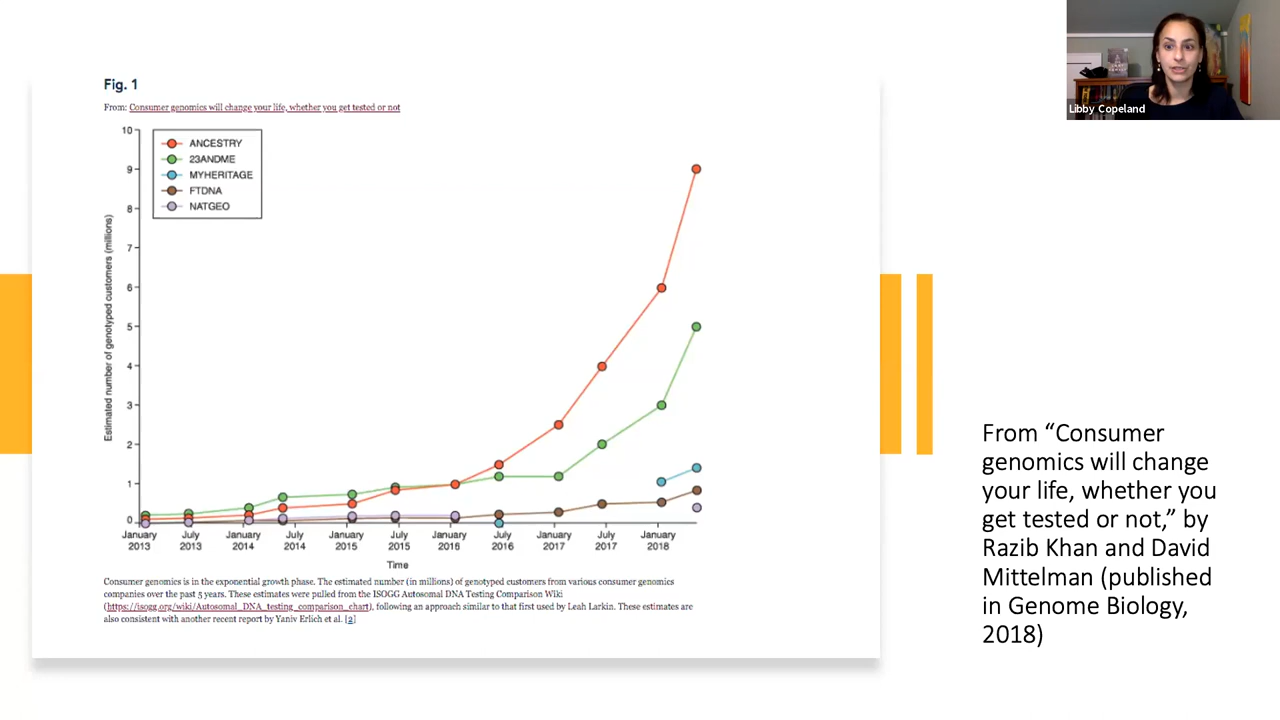 Libby Copeland
Fig. 1
From: Consumer genomics will change your life, whether you get tested or not
10
9
8
7
6
5
4
3
2
1
0
Estimated number of genotyped customers (millions)
ANCESTRY
23ANDME
MYHERITAGE
FTDNA
NATGEO
January 2013
July 2013
January 2014
July 2014
January 2015
July 2015
January 2016
July 2016
January 2017
July 2017
January 2018
Time
Consumer genomics is in the exponential growth phase. The estimated number (in millions) of genotyped customers from various consumer genomics
companies over the past 5 years. These estimates were pulled from the ISOGG Autosomal DNA Testing Comparison Wiki
(https://isogg.org/wiki/Autosomal_DNA_testing_comparison_chart), following an approach similar to that first used by Leah Larkin. These estimates are
also consistent with another recent report by Yaniv Erlich et al. [2]
From “Consumer
genomics will change
your life, whether you
get tested or not,” by
Razib Khan and David
Mittelman (published
in Genome Biology,
2018)